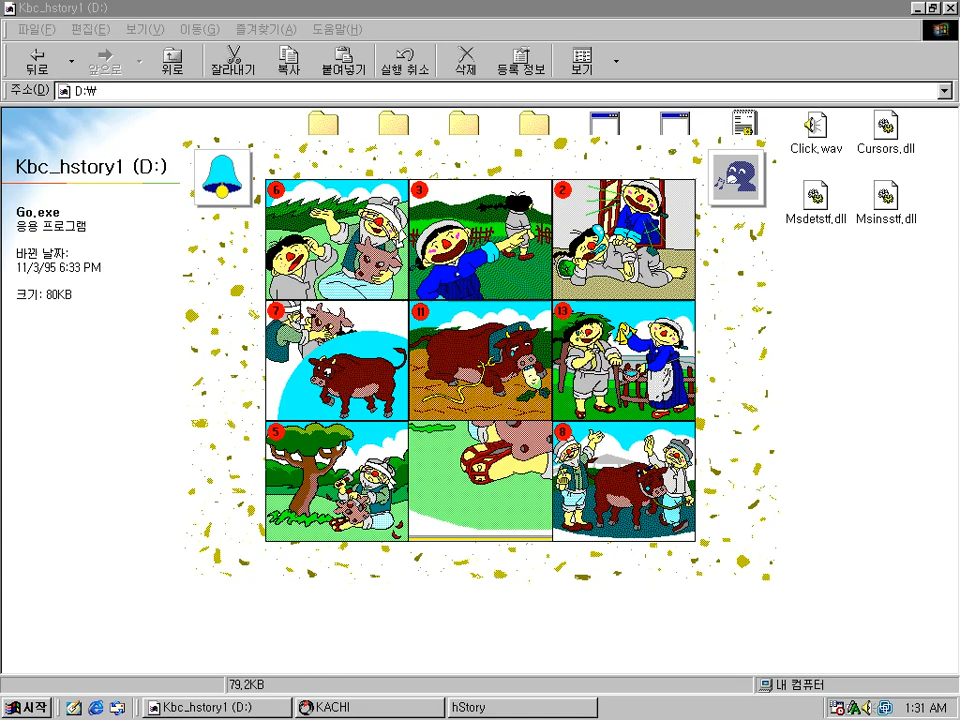 Kbc_hstory1 (D:)
파일(F) 편집(E) 보기(V) 이동(G) 즐겨찾기(A) 도움말(H)
뒤로 앞으로 위로 잘라내기 복사 붙여넣기 실행 취소 삭제 등록 정보 보기
주소(D) D:₩
Kbc_hstory1 (D:)
Go.exe
응용 프로그램
바뀐 날짜:
11/3/95 6:33 PM
크기: 80KB
Click.wav Cursors.dll
Msdetstf.dll Msinsstf.dll
6 3 2
7 11 13
5 8
79.2KB 내 컴퓨터
시작 Kbc_hstory1 (D:) KACHI hStory 1:31 AM